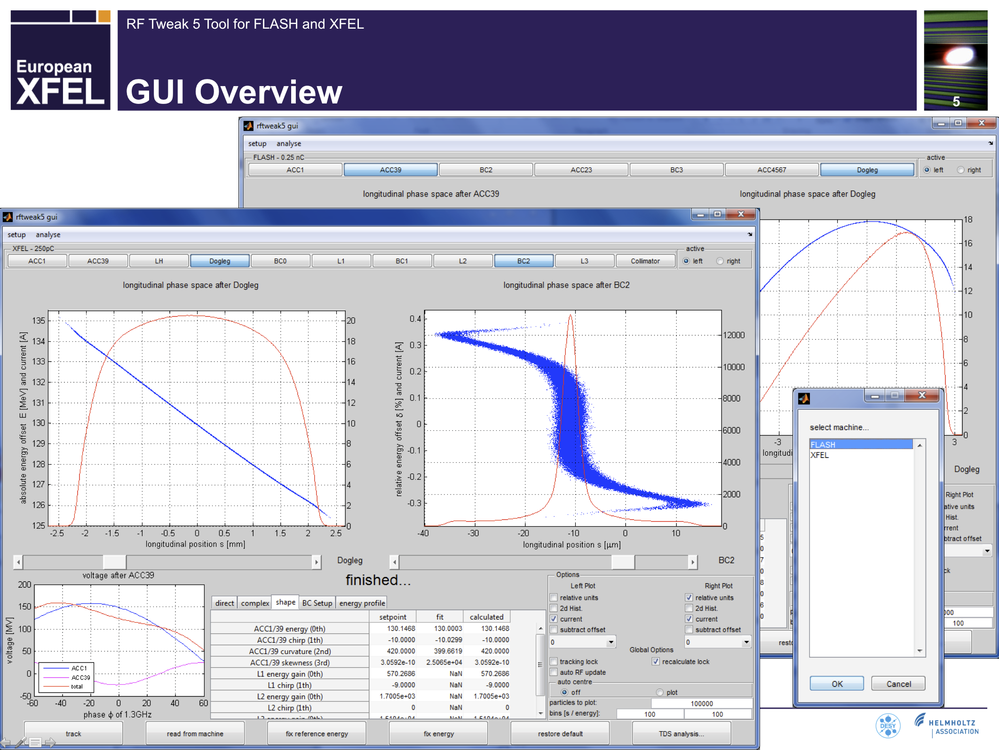 RF Tweak 5 Tool for FLASH and XFEL
European
XFEL
GUI Overview
5
rftweak5 gui
setup analyse
FLASH - 0.25 nC
active
ACC1 ACC39 BC2 ACC23 BC3 ACC4567 Dogleg left right
longitudinal phase space after ACC39 longitudinal phase space after Dogleg
18
16
14
12
10
8
6
4
2
0
-3 3
longitudi
Dogleg
Right Plot
ative units
Hist.
rrent
btract offset
5
0
7
0
8
0
6
0
ck
000
100
resto
rftweak5 gui
setup analyse
XFEL - 250pC
active
ACC1 ACC39 LH Dogleg BC0 L1 BC1 L2 BC2 L3 Collimator left right
longitudinal phase space after Dogleg
absolute energy offset E [MeV] and current [A]
135
134
133
132
131
130
129
128
127
126
125
20
18
16
14
12
10
8
6
4
2
0
-2.5 -2 -1.5 -1 -0.5 0 0.5 1 1.5 2 2.5
longitudinal position s [mm]
longitudinal phase space after BC2
relative energy offset δ [%] and current [A]
0.4
0.3
0.2
0.1
0
-0.1
-0.2
-0.3
12000
10000
8000
6000
4000
2000
0
-40 -30 -20 -10 0 10
longitudinal position s [μm]
Dogleg
BC2
voltage after ACC39
voltage [MV]
200
150
100
50
0
-50
ACC1
ACC39
total
-60 -40 -20 0 20 40 60
phase ϕ of 1.3GHz
finished...
direct complex shape BC Setup energy profile
setpoint fit calculated
ACC1/39 energy (0th) 130.1468 130.0003 130.1468
ACC1/39 chirp (1th) -10.0000 -10.0299 -10.0000
ACC1/39 curvature (2nd) 420.0000 399.6619 420.0000
ACC1/39 skewness (3rd) 3.0592e-10 2.5065e+04 3.0592e-10
L1 energy gain (0th) 570.2686 NaN 570.2686
L1 chirp (1th) -9.0000 NaN -9.0000
L2 energy gain (0th) 1.7005e+03 NaN 1.7005e+03
L2 chirp (1th) 0 NaN 0
L3 energy gain (0th) 1.5104e+04 NaN 1.5104e+04
Options
Left Plot Right Plot
relative units relative units
2d Hist. 2d Hist.
current current
subtract offset subtract offset
0 0
Global Options
tracking lock recalculate lock
auto RF update
auto centre
off plot
particles to plot: 100000
bins [s / energy]: 100 100
track read from machine fix reference energy fix energy restore default TDS analysis...
select machine...
FLASH
XFEL
OK Cancel
DESY
HELMHOLTZ
ASSOCIATION